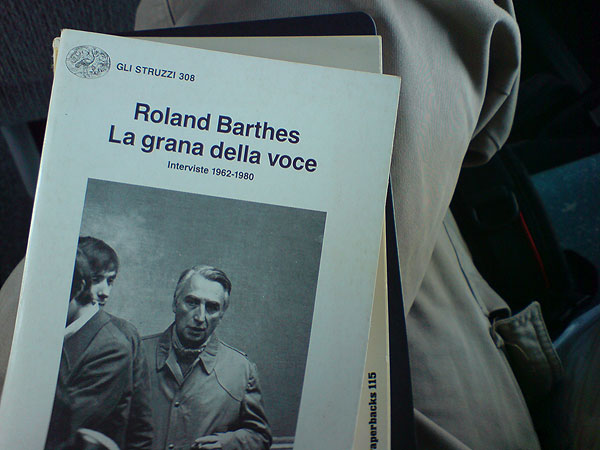 GLI STRUZZI 308
Roland Barthes
La grana della voce
Interviste 1962-1980
aperbacks 115